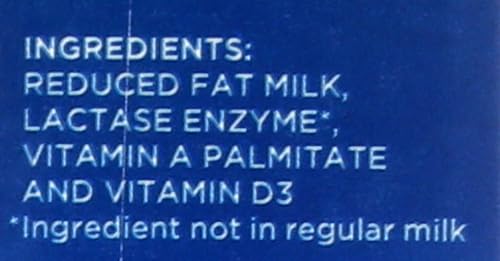 INGREDIENTS:
REDUCED FAT MILK,
LACTASE ENZYME*,
VITAMIN A PALMITATE
AND VITAMIN D3
*Ingredient not in regular milk